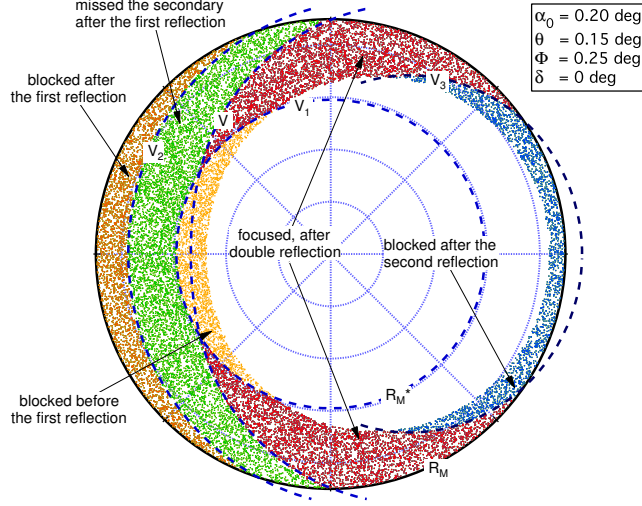 missed the secondary
after the first reflection
α0 = 0.20 deg
θ = 0.15 deg
Φ = 0.25 deg
δ = 0 deg
blocked after
the first reflection
V3
V1
V
V2
focused, after
double reflection
blocked after the
second reflection
blocked before
the first reflection
RM*
RM